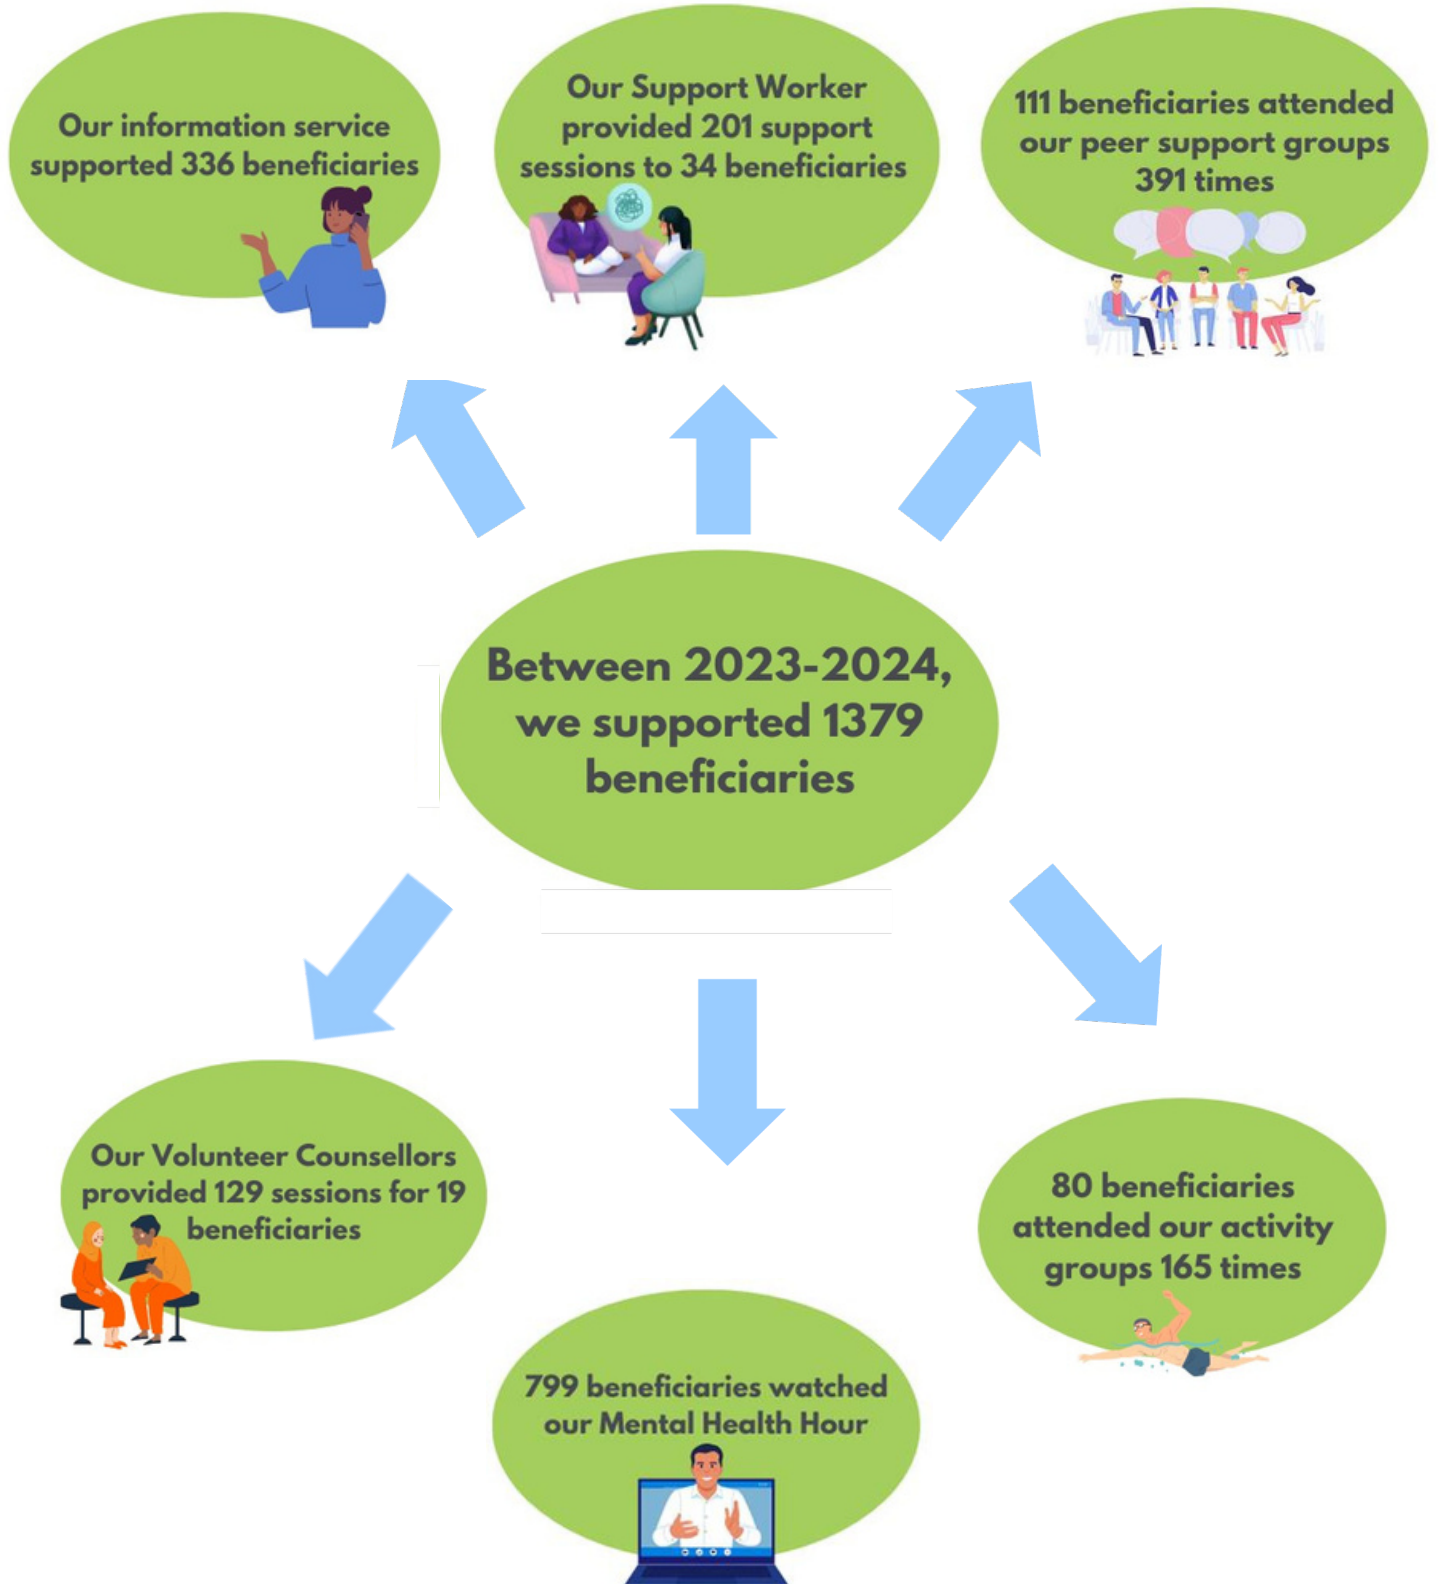 Our information service
supported 336 beneficiaries
Our Support Worker
provided 201 support
sessions to 34 beneficiaries
111 beneficiaries attended
our peer support groups
391 times
Between 2023-2024,
we supported 1379
beneficiaries
Our Volunteer Counsellors
provided 129 sessions for 19
beneficiaries
799 beneficiaries watched
our Mental Health Hour
80 beneficiaries
attended our activity
groups 165 times